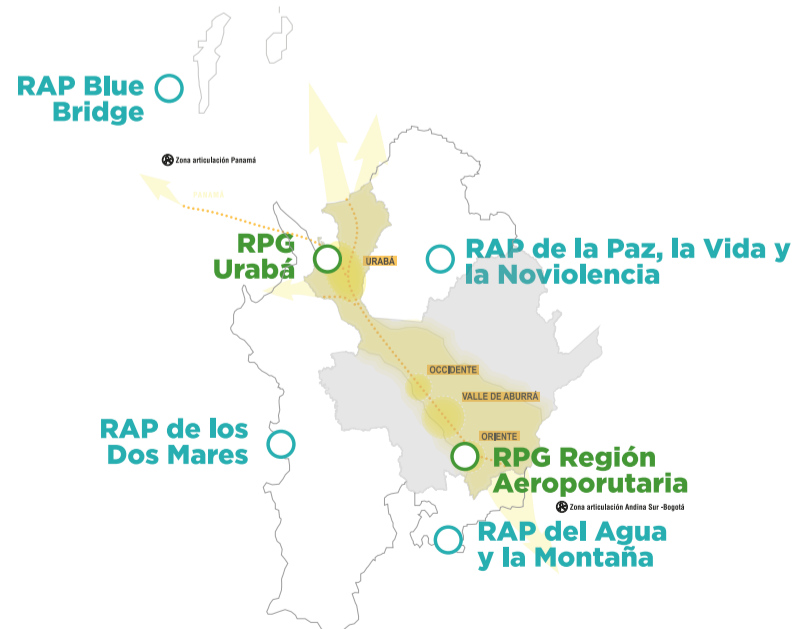 RAP Blue
Bridge
Zona articulación Panamá
PANAMÁ
RPG
Urabá
URABÁ
RAP de la Paz, la Vida y
la Noviolencia
OCCIDENTE
VALLE DE ABURRÁ
RAP de los
Dos Mares
ORIENTE
RPG Región
Aeroporutaria
Zona articulación Andina Sur -Bogotá
RAP del Agua
y la Montaña